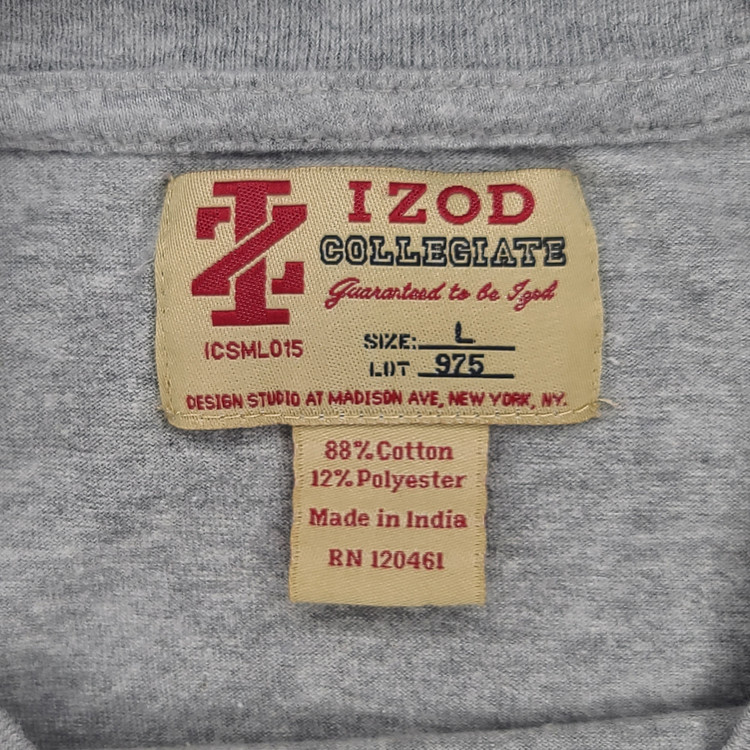 IZ
IZOD
COLLEGIATE
Guaranteed to be Izod
ICSML015
SIZE: L
LOT 975
DESIGN STUDIO AT MADISON AVE, NEW YORK, NY.
88% Cotton
12% Polyester
Made in India
RN 120461